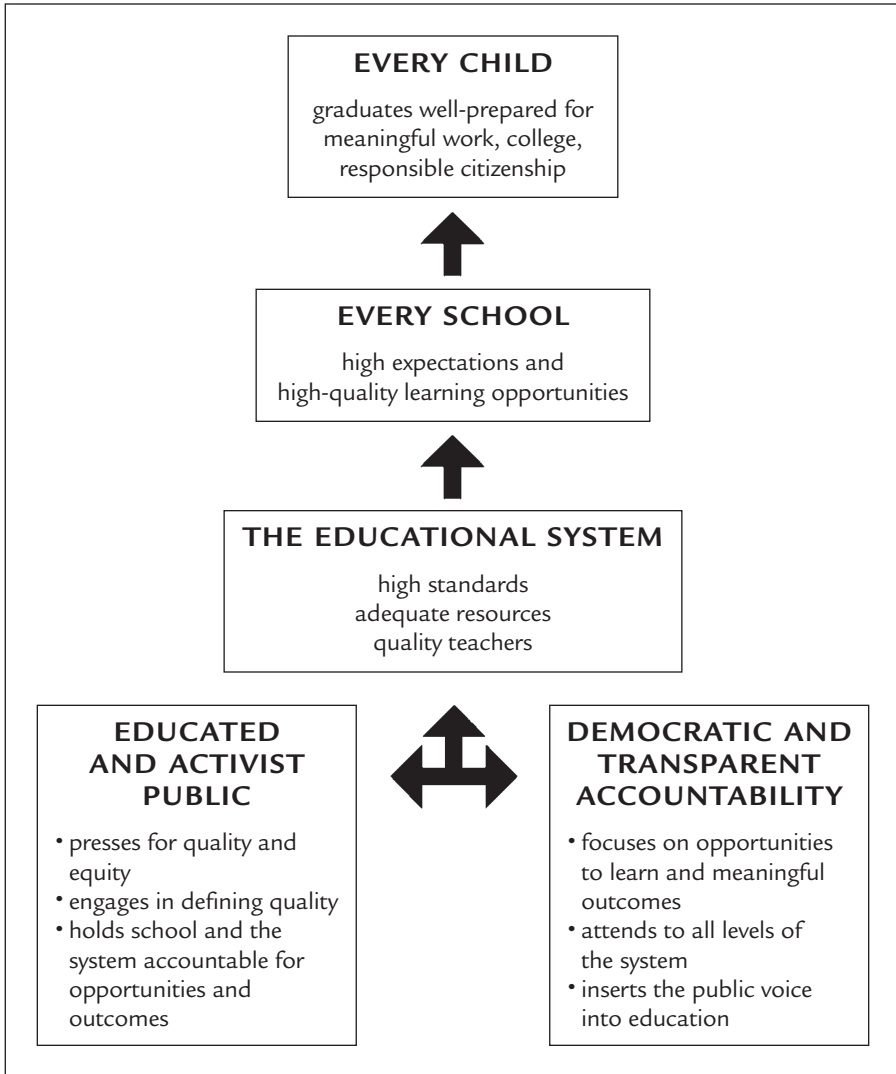 EVERY CHILD
graduates well-prepared for
meaningful work, college,
responsible citizenship
EVERY SCHOOL
high expectations and
high-quality learning opportunities
THE EDUCATIONAL SYSTEM
high standards
adequate resources
quality teachers
EDUCATED
AND ACTIVIST
PUBLIC
• presses for quality and
equity
• engages in defining quality
• holds school and the
system accountable for
opportunities and
outcomes
DEMOCRATIC AND
TRANSPARENT
ACCOUNTABILITY
• focuses on opportunities
to learn and meaningful
outcomes
• attends to all levels of
the system
• inserts the public voice
into education